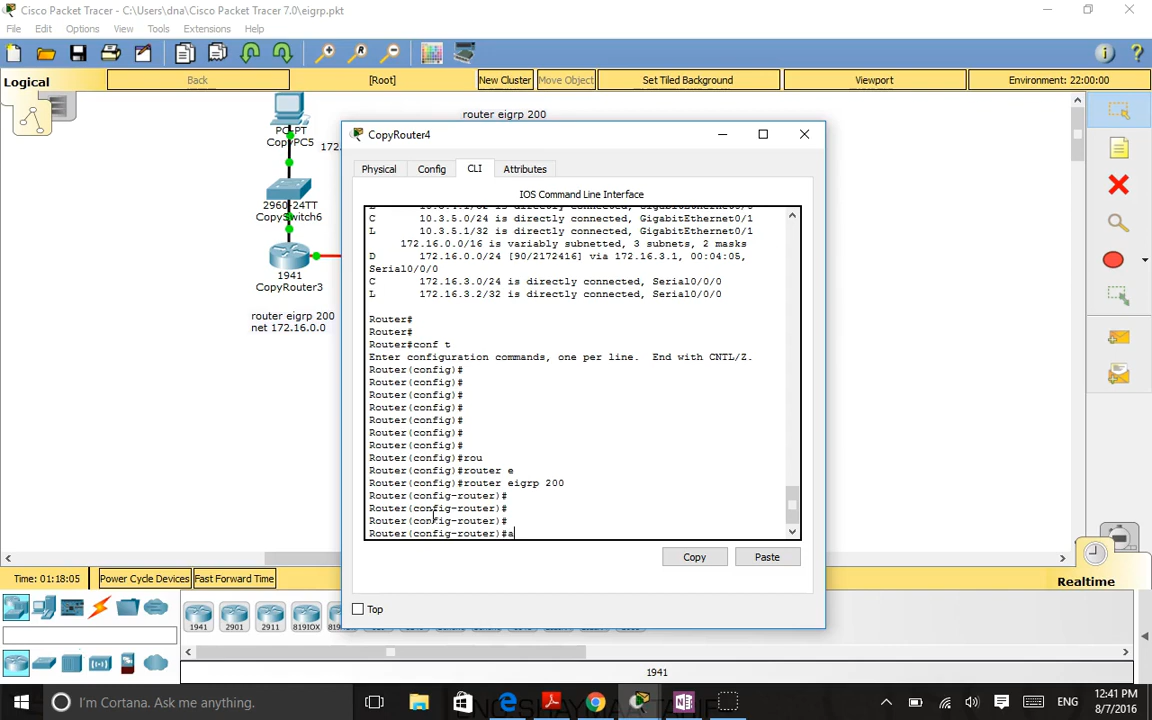 Cisco Packet Tracer - C:\Users\dna\Cisco Packet Tracer 7.0\eigrp.pkt
File Edit Options View Tools Extensions Help
Logical
Back
[Root]
New Cluster
Move Object
Set Tiled Background
Viewport
Environment: 22:00:00
router eigrp 200
PC-PT
CopyPC5
172
2960-24TT
CopySwitch6
1941
CopyRouter3
router eigrp 200
net 172.16.0.0
CopyRouter4
Physical Config CLI Attributes
IOS Command Line Interface
C 10.3.5.0/24 is directly connected, GigabitEthernet0/1
L 10.3.5.1/32 is directly connected, GigabitEthernet0/1
172.16.0.0/16 is variably subnetted, 3 subnets, 2 masks
D 172.16.0.0/24 [90/2172416] via 172.16.3.1, 00:04:05,
Serial0/0/0
C 172.16.3.0/24 is directly connected, Serial0/0/0
L 172.16.3.2/32 is directly connected, Serial0/0/0
Router#
Router#
Router#conf t
Enter configuration commands, one per line. End with CNTL/Z.
Router(config)#
Router(config)#
Router(config)#
Router(config)#
Router(config)#
Router(config)#
Router(config)#
Router(config)#rou
Router(config)#router e
Router(config)#router eigrp 200
Router(config-router)#
Router(config-router)#
Router(config-router)#
Router(config-router)#a
Copy
Paste
Top
Time: 01:18:05
Power Cycle Devices
Fast Forward Time
Realtime
1941 2901 2911 819IOX
1941
I'm Cortana. Ask me anything.
ENG
12:41 PM
8/7/2016